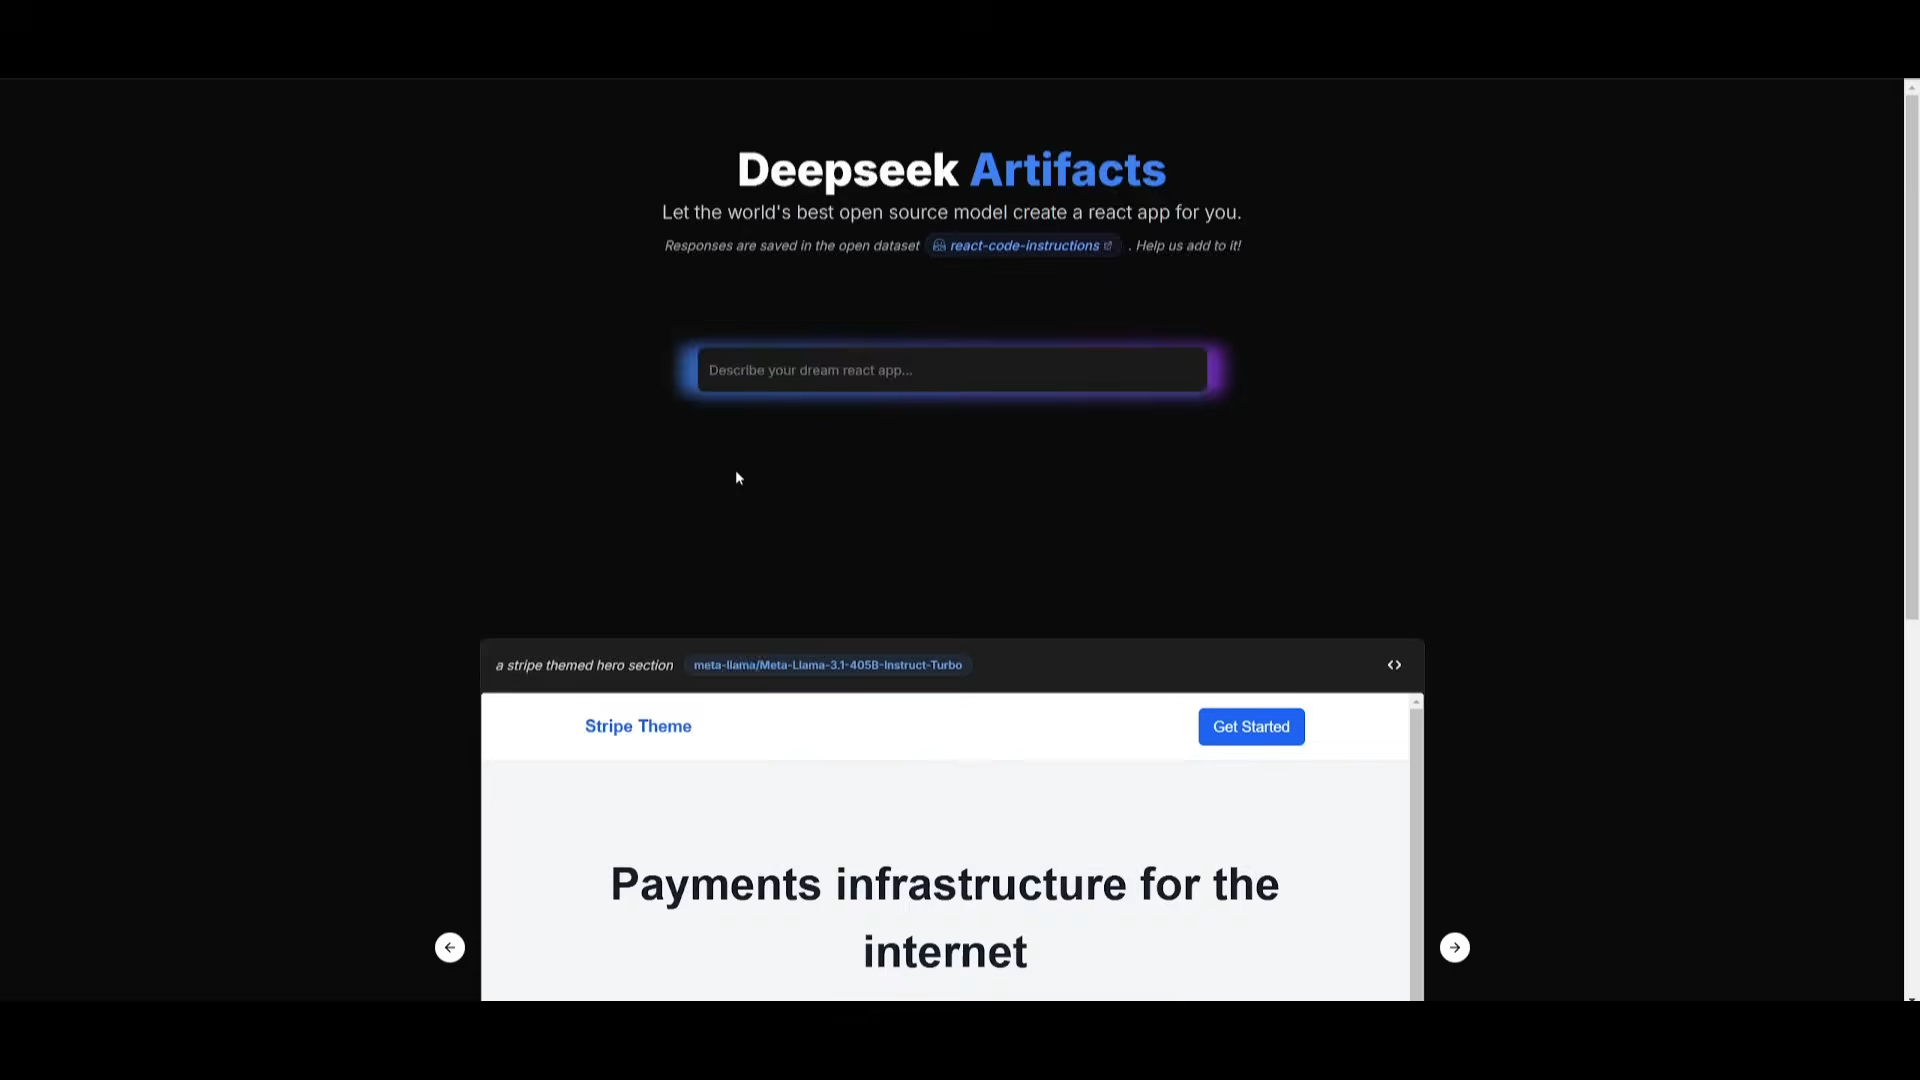 Deepseek Artifacts
Let the world's best open source model create a react app for you.
Responses are saved in the open dataset react-code-instructions . Help us add to it!
Describe your dream react app...
a stripe themed hero section meta-llama/Meta-Llama-3.1-405B-Instruct-Turbo
Stripe Theme Get Started
Payments infrastructure for the
internet